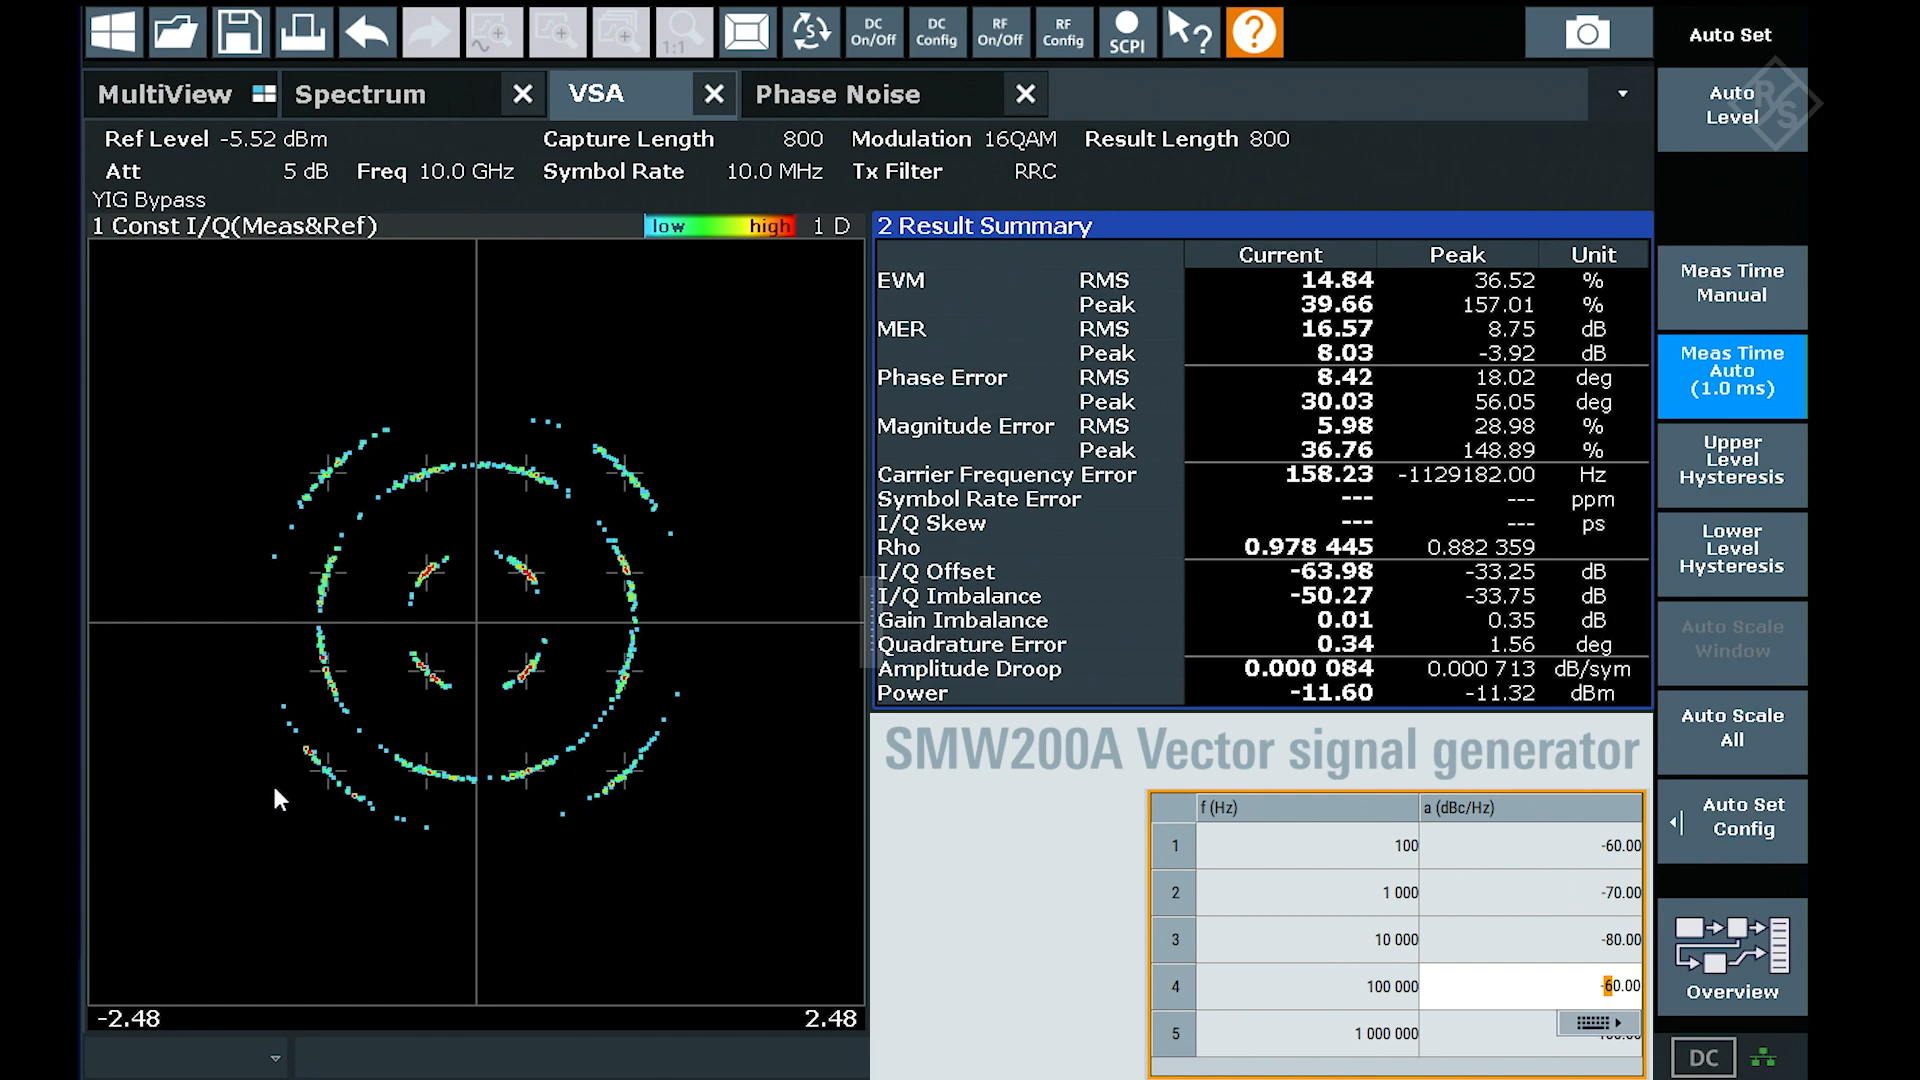 1:1
DC On/Off
DC Config
RF On/Off
RF Config
SCPI
Auto Set
MultiView
Spectrum
VSA
Phase Noise
Auto Level
R/S
Ref Level -5.52 dBm Capture Length 800 Modulation 16QAM Result Length 800
Att 5 dB Freq 10.0 GHz Symbol Rate 10.0 MHz Tx Filter RRC
YIG Bypass
1 Const I/Q(Meas&Ref) low high 1 D
2 Result Summary
Current Peak Unit
EVM RMS 14.84 36.52 %
Peak 39.66 157.01 %
MER RMS 16.57 8.75 dB
Peak 8.03 -3.92 dB
Phase Error RMS 8.42 18.02 deg
Peak 30.03 56.05 deg
Magnitude Error RMS 5.98 28.98 %
Peak 36.76 148.89 %
Carrier Frequency Error 158.23 -1129182.00 Hz
Symbol Rate Error --- --- ppm
I/Q Skew --- --- ps
Rho 0.978 445 0.882 359
I/Q Offset -63.98 -33.25 dB
I/Q Imbalance -50.27 -33.75 dB
Gain Imbalance 0.01 0.35 dB
Quadrature Error 0.34 1.56 deg
Amplitude Droop 0.000 084 0.000 713 dB/sym
Power -11.60 -11.32 dBm
-2.48 2.48
SMW200A Vector signal generator
f (Hz) a (dBc/Hz)
1 100 -60.00
2 1 000 -70.00
3 10 000 -80.00
4 100 000 -60.00
5 1 000 000
Meas Time Manual
Meas Time Auto (1.0 ms)
Upper Level Hysteresis
Lower Level Hysteresis
Auto Scale Window
Auto Scale All
Auto Set Config
Overview
DC